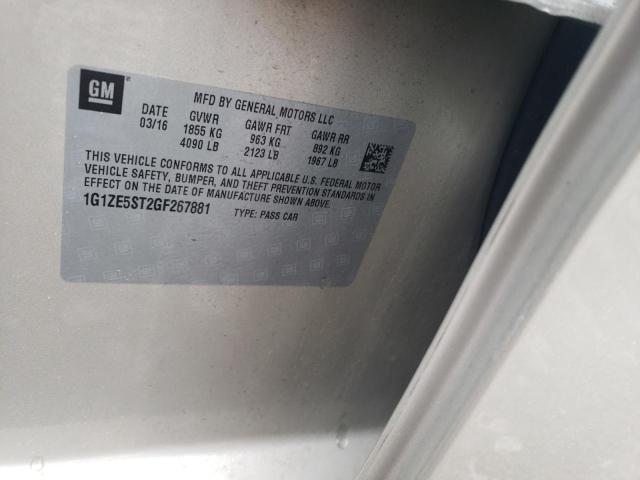 GM
MFD BY GENERAL MOTORS LLC
DATE GVWR GAWR FRT GAWR RR
03/16 1855 KG 963 KG 892 KG
4090 LB 2123 LB 1967 LB
THIS VEHICLE CONFORMS TO ALL APPLICABLE U.S. FEDERAL MOTOR
VEHICLE SAFETY, BUMPER, AND THEFT PREVENTION STANDARDS IN
EFFECT ON THE DATE OF MANUFACTURE SHOWN ABOVE.
1G1ZE5ST2GF267881 TYPE: PASS CAR